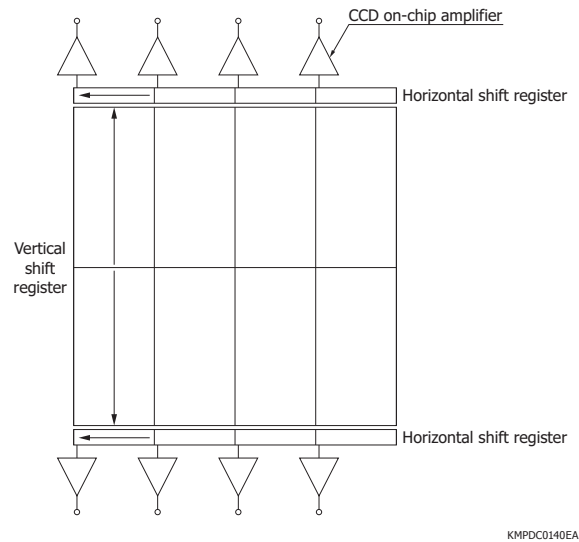 CCD on-chip amplifier
Horizontal shift register
Vertical
shift
register
Horizontal shift register
KMPDC0140EA